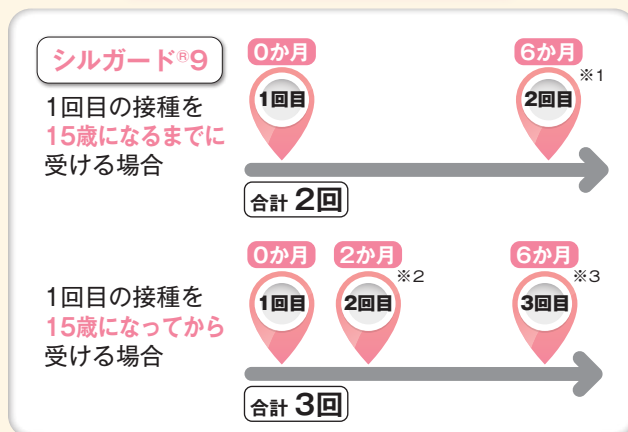 シルガード®9
1回目の接種を
15歳になるまでに
受ける場合
0か月
6か月
1回目
2回目
※1
合計 2回
1回目の接種を
15歳になってから
受ける場合
0か月
2か月
6か月
1回目
2回目
※2
3回目
※3
合計 3回